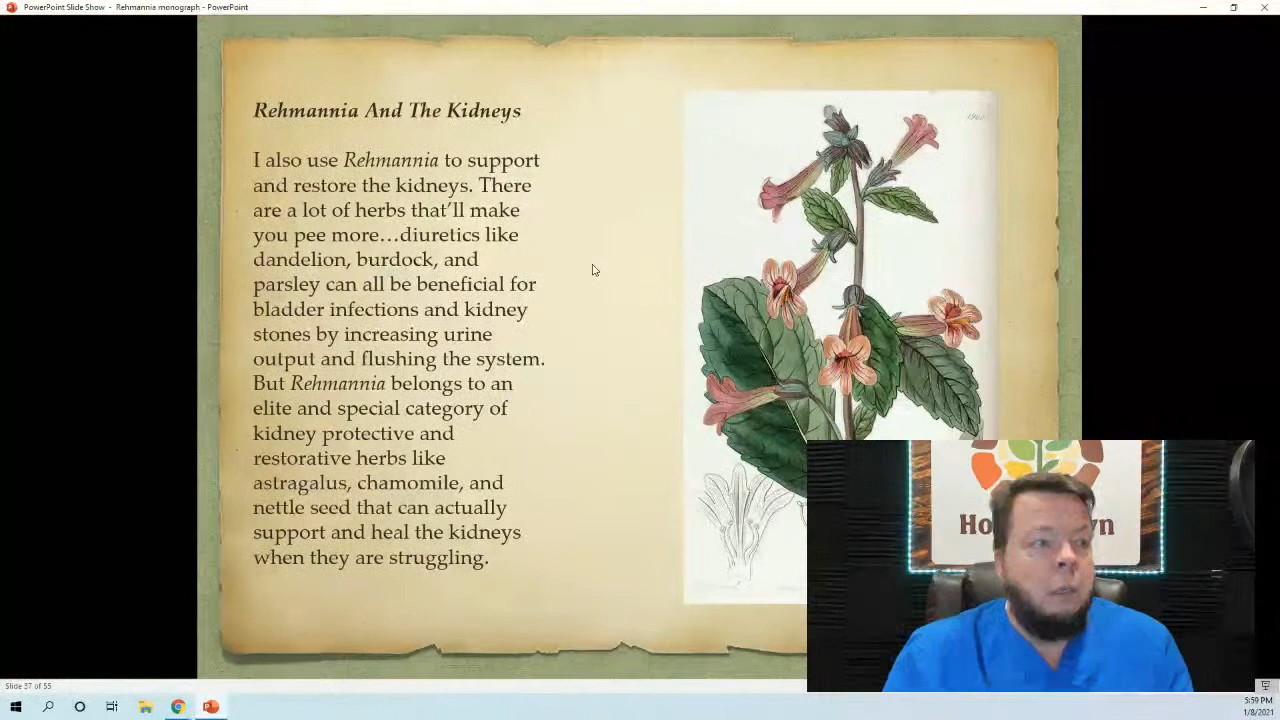 PowerPoint Slide Show - Rehmannia monograph - PowerPoint
Rehmannia And The Kidneys
I also use Rehmannia to support
and restore the kidneys. There
are a lot of herbs that'll make
you pee more…diuretics like
dandelion, burdock, and
parsley can all be beneficial for
bladder infections and kidney
stones by increasing urine
output and flushing the system.
But Rehmannia belongs to an
elite and special category of
kidney protective and
restorative herbs like
astragalus, chamomile, and
nettle seed that can actually
support and heal the kidneys
when they are struggling.
Slide 37 of 55
5:59 PM
1/8/2021